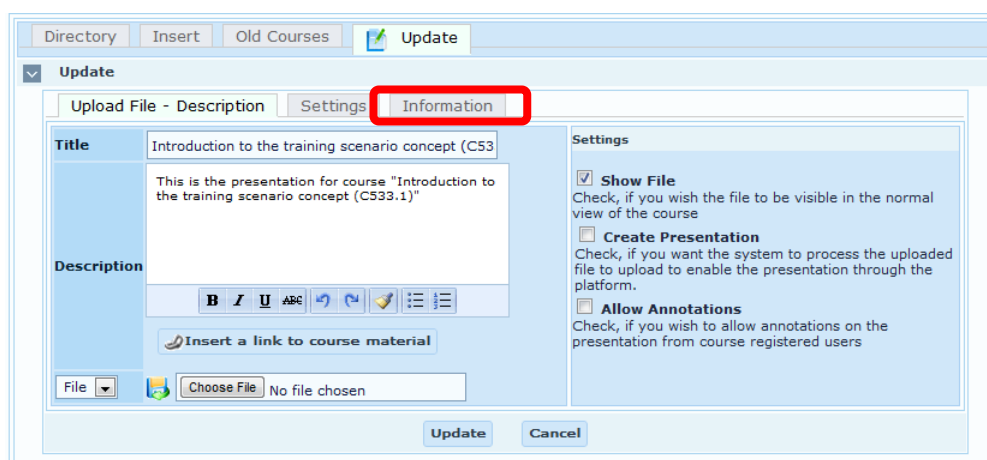 Directory Insert Old Courses Update
Update
Upload File - Description Settings Information
Title Introduction to the training scenario concept (C53
Description This is the presentation for course "Introduction to
the training scenario concept (C533.1)"
B I U ABC
Insert a link to course material
File Choose File No file chosen
Settings
Show File
Check, if you wish the file to be visible in the normal
view of the course
Create Presentation
Check, if you want the system to process the uploaded
file to upload to enable the presentation through the
platform.
Allow Annotations
Check, if you wish to allow annotations on the
presentation from course registered users
Update Cancel